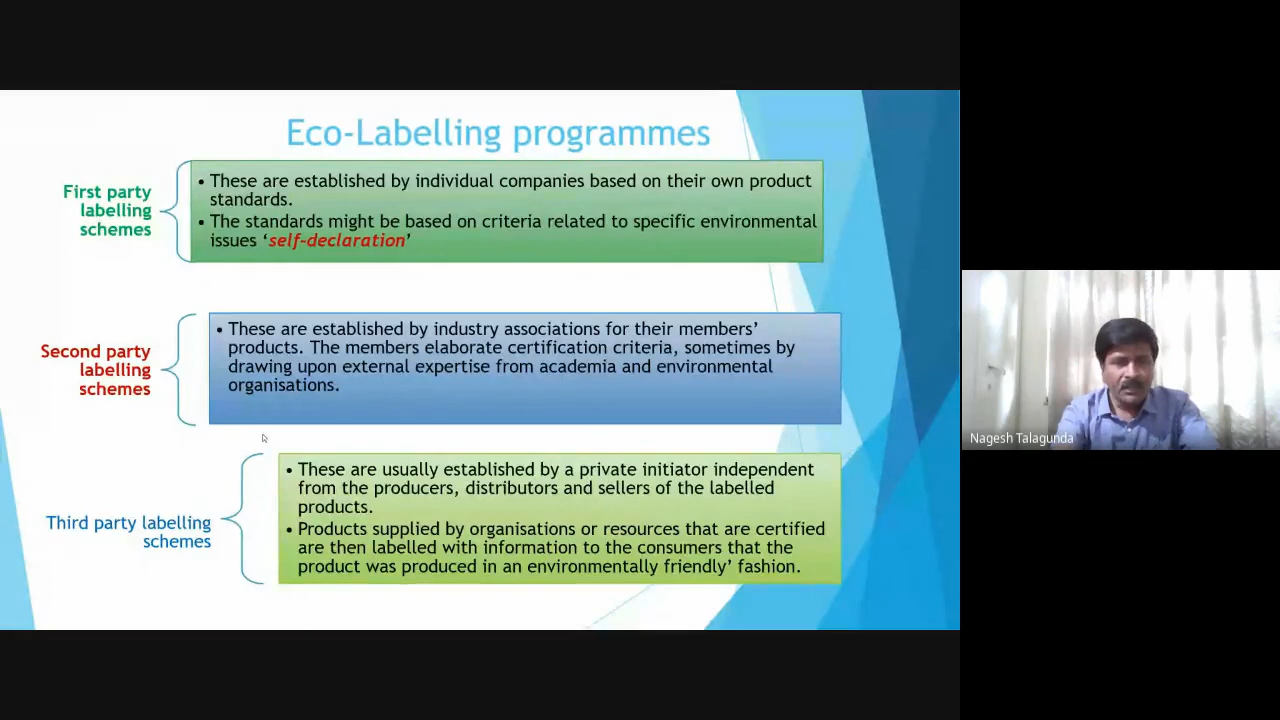 Eco-Labelling programmes
First party
labelling
schemes
• These are established by individual companies based on their own product
standards.
• The standards might be based on criteria related to specific environmental
issues ‘self-declaration’
Second party
labelling
schemes
• These are established by industry associations for their members’
products. The members elaborate certification criteria, sometimes by
drawing upon external expertise from academia and environmental
organisations.
Third party labelling
schemes
• These are usually established by a private initiator independent
from the producers, distributors and sellers of the labelled
products.
• Products supplied by organisations or resources that are certified
are then labelled with information to the consumers that the
product was produced in an environmentally friendly’ fashion.
Nagesh Talagunda